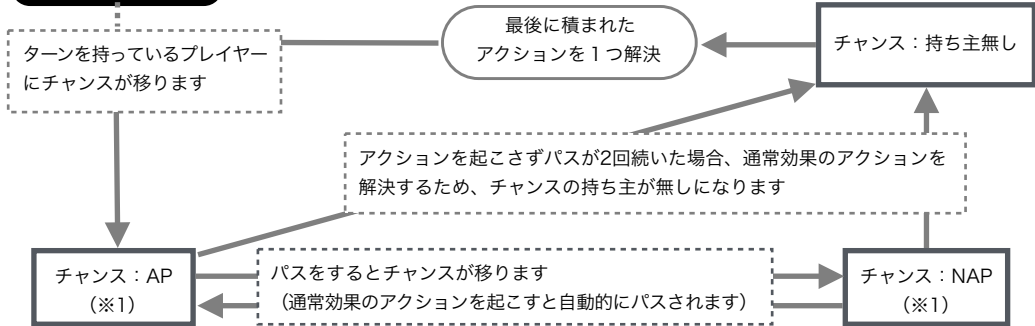 ターンを持っているプレイヤー
にチャンスが移ります
最後に積まれた
アクションを1つ解決
チャンス：持ち主無し
アクションを起こさずパスが2回続いた場合、通常効果のアクションを
解決するため、チャンスの持ち主が無しになります
チャンス：AP
（※1）
パスをするとチャンスが移ります
（通常効果のアクションを起こすと自動的にパスされます）
チャンス：NAP
（※1）